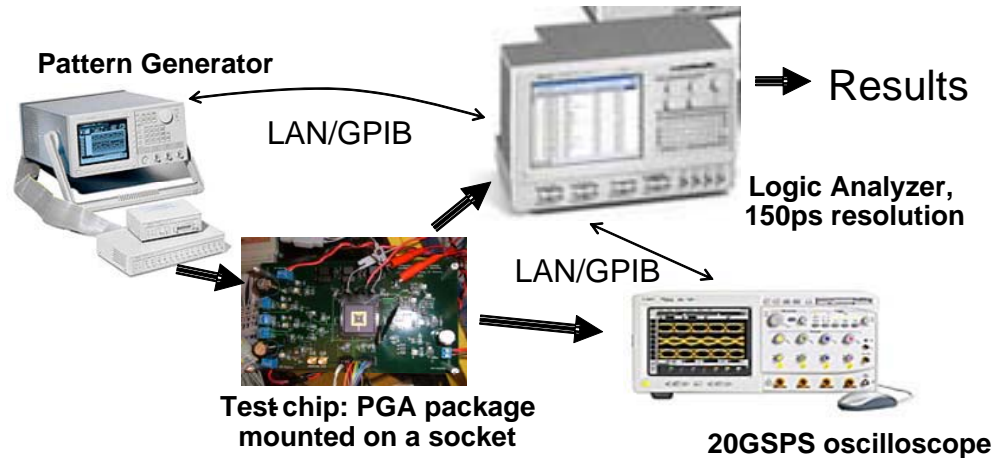 Pattern Generator
LAN/GPIB
Results
Logic Analyzer,
150ps resolution
LAN/GPIB
Test-chip: PGA package
mounted on a socket
20GSPS oscilloscope